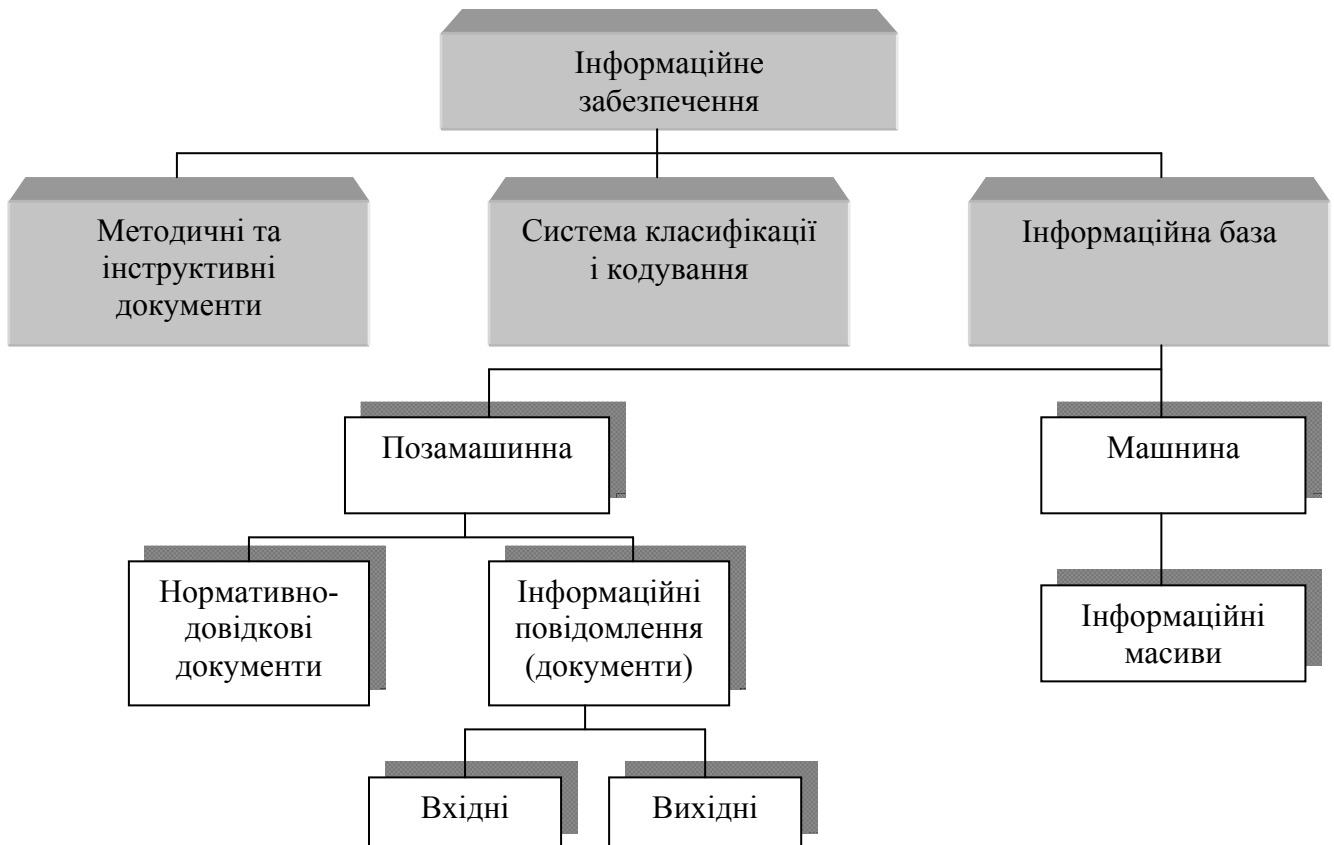 Інформаційне
забезпечення
Методичні та
інструктивні
документи
Система класифікації
і кодування
Інформаційна база
Позамашинна
Машнина
Нормативно-
довідкові
документи
Інформаційні
повідомлення
(документи)
Інформаційні
масиви
Вхідні
Вихідні